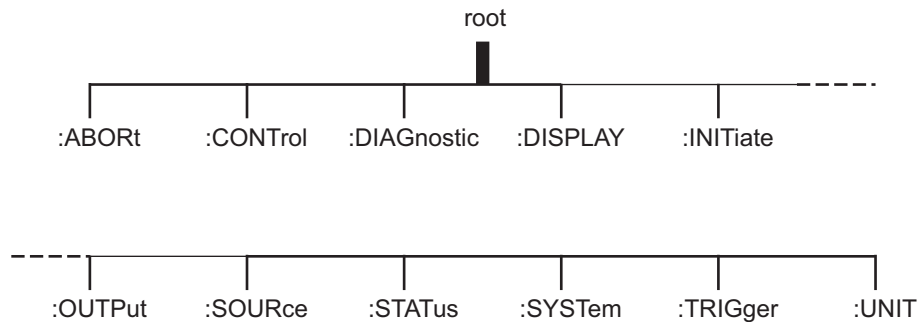 root
:ABORt :CONTrol :DIAGnostic :DISPLAY :INITiate
:OUTPut :SOURce :STATus :SYSTem :TRIGger :UNIT